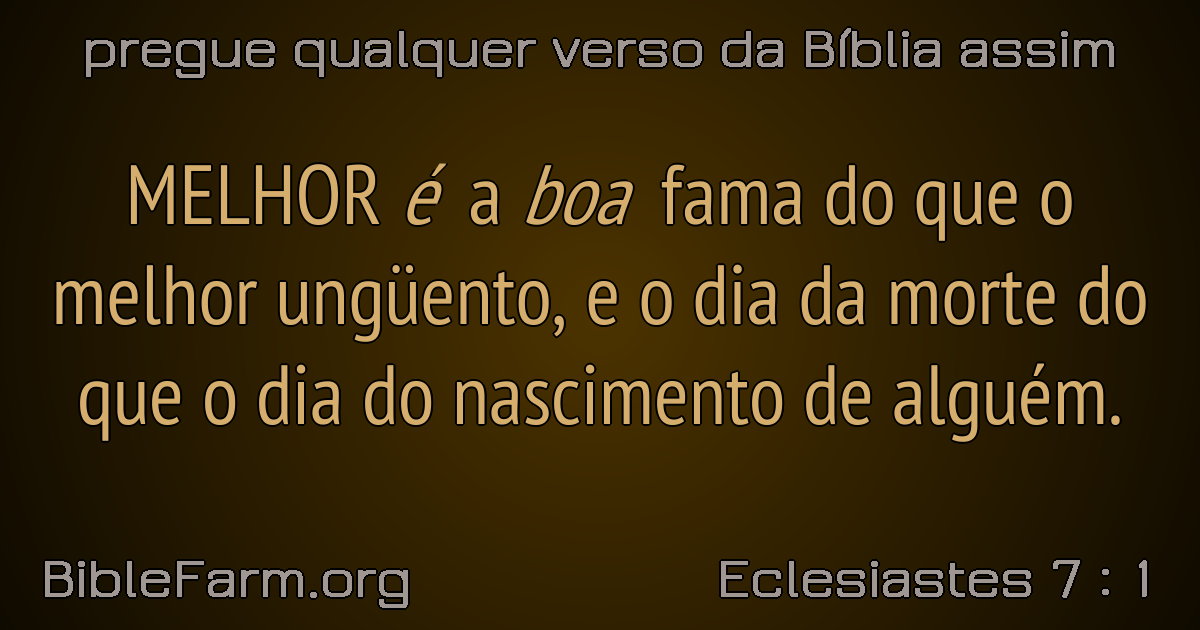 pregue qualquer verso da Bíblia assim
MELHOR é a boa fama do que o
melhor ungüento, e o dia da morte do
que o dia do nascimento de alguém.
BibleFarm.org
Eclesiastes 7 : 1